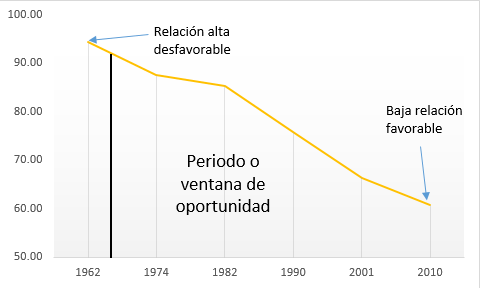 100.00
90.00
80.00
70.00
60.00
50.00
Relación alta
desfavorable
Baja relación
favorable
Periodo o
ventana de
oportunidad
1962 1974 1982 1990 2001 2010